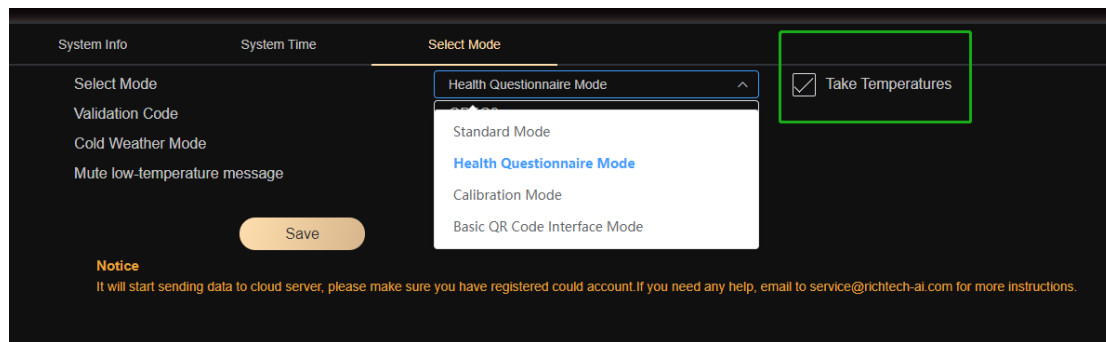 System Info System Time Select Mode
Select Mode Health Questionnaire Mode Take Temperatures
Validation Code
Standard Mode
Cold Weather Mode
Health Questionnaire Mode
Mute low-temperature message
Calibration Mode
Basic QR Code Interface Mode
Save
Notice
It will start sending data to cloud server, please make sure you have registered could account.If you need any help, email to service@richtech-ai.com for more instructions.